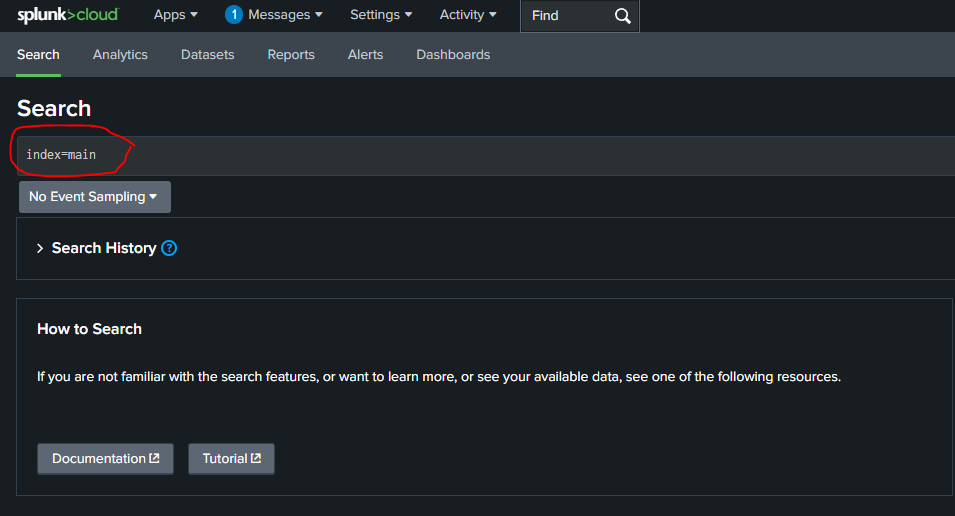 splunk>cloud Apps 1 Messages Settings Activity Find
Search Analytics Datasets Reports Alerts Dashboards
Search
index=main
No Event Sampling
Search History ?
How to Search
If you are not familiar with the search features, or want to learn more, or see your available data, see one of the following resources.
Documentation Tutorial